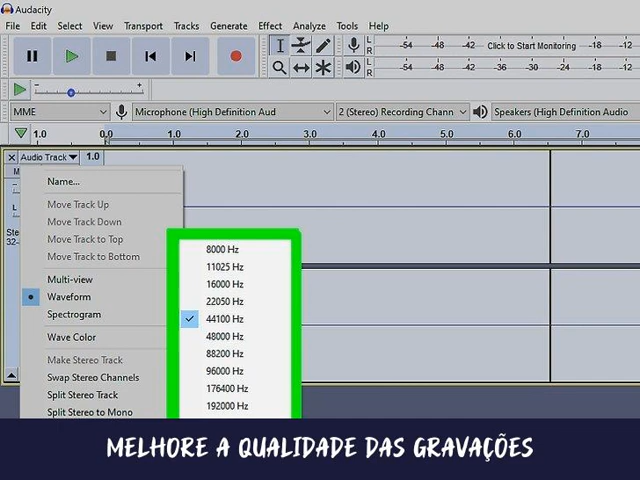 Audacity
File Edit Select View Transport Tracks Generate Effect Analyze Tools Help
L
R
-54 -48 -42 Click to Start Monitoring -18 -12
L
R
-54 -48 -42 -36 -30 -24 -18 -12
MME Microphone (High Definition Aud 2 (Stereo) Recording Chann Speakers (High Definition Audio
1.0 0.0 1.0 2.0 3.0 4.0 5.0 6.0 7.0
Audio Track 1.0
M
L
Ste
32-
Name...
Move Track Up
Move Track Down
Move Track to Top
Move Track to Bottom
Multi-view
Waveform
Spectrogram
Wave Color
Make Stereo Track
Swap Stereo Channels
Split Stereo Track
Split Stereo to Mono
8000 Hz
11025 Hz
16000 Hz
22050 Hz
44100 Hz
48000 Hz
88200 Hz
96000 Hz
176400 Hz
192000 Hz
MELHORE A QUALIDADE DAS GRAVAÇÕES